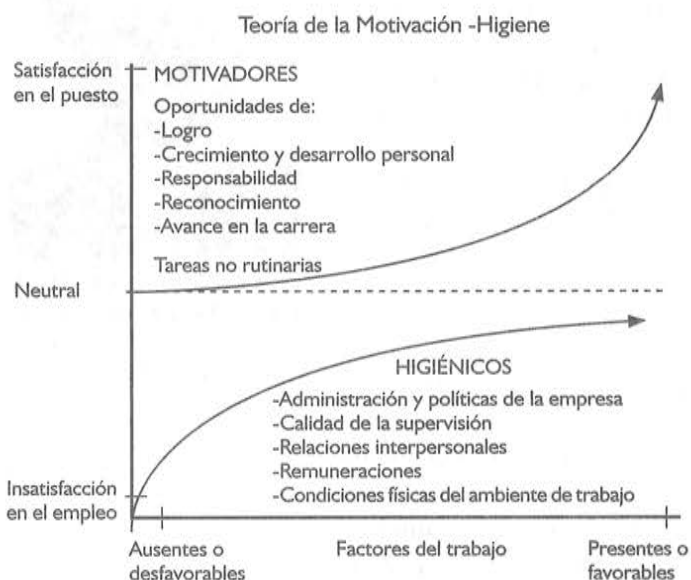 Teoría de la Motivación -Higiene
Satisfacción
en el puesto
MOTIVADORES
Oportunidades de:
-Logro
-Crecimiento y desarrollo personal
-Responsabilidad
-Reconocimiento
-Avance en la carrera
Tareas no rutinarias
Neutral
HIGIÉNICOS
-Administración y políticas de la empresa
-Calidad de la supervisión
-Relaciones interpersonales
-Remuneraciones
-Condiciones físicas del ambiente de trabajo
Insatisfacción
en el empleo
Ausentes o
desfavorables
Factores del trabajo
Presentes o
favorables